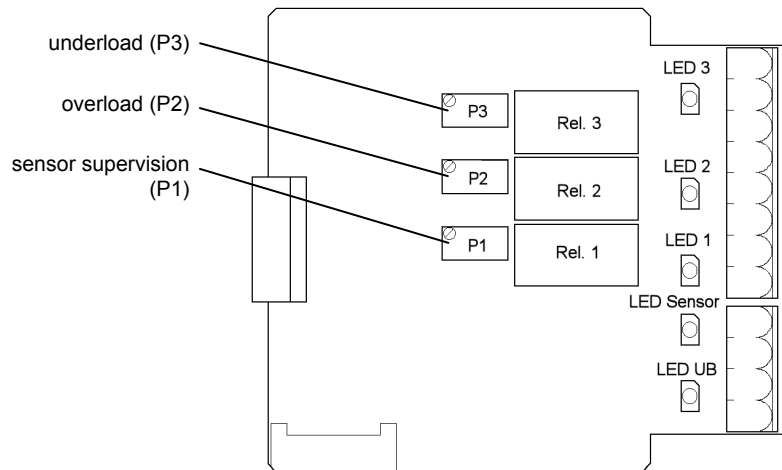 underload (P3)
overload (P2)
sensor supervision
(P1)
P3
Rel. 3
P2
Rel. 2
P1
Rel. 1
LED 3
LED 2
LED 1
LED Sensor
LED UB